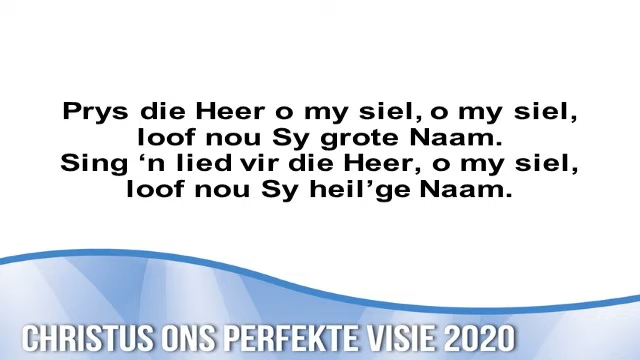 Prys die Heer o my siel, o my siel,
loof nou Sy grote Naam.
Sing ‘n lied vir die Heer, o my siel,
loof nou Sy heil’ge Naam.
CHRISTUS ONS PERFEKTE VISIE 2020